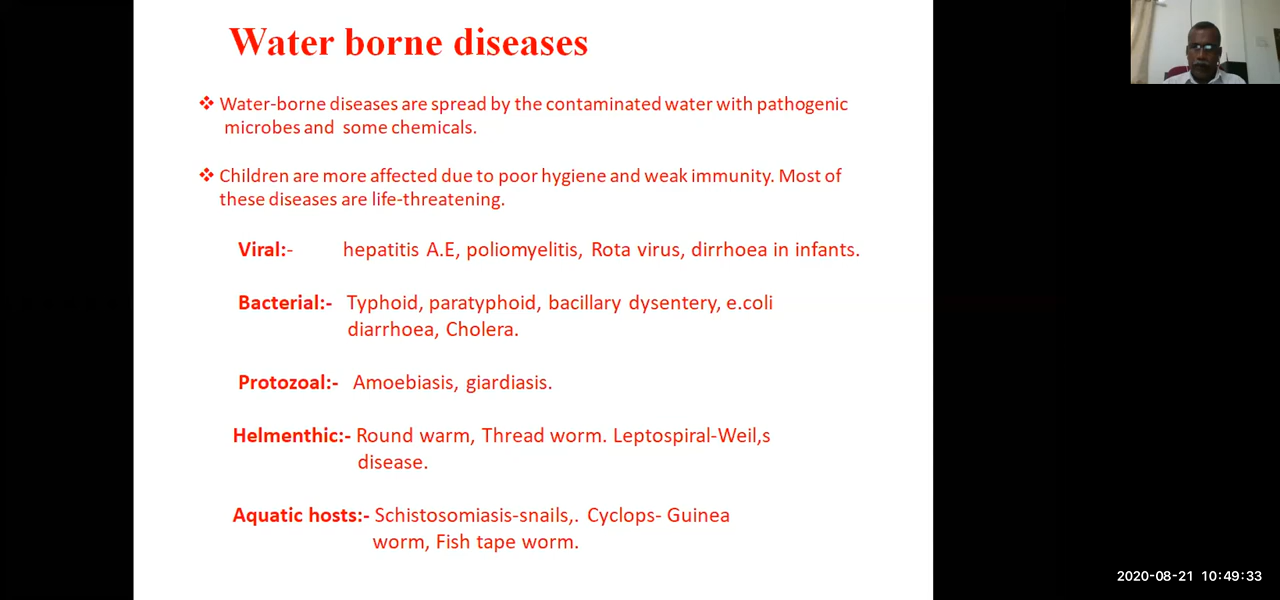 Water borne diseases
❖ Water-borne diseases are spread by the contaminated water with pathogenic
microbes and some chemicals.
❖ Children are more affected due to poor hygiene and weak immunity. Most of
these diseases are life-threatening.
Viral:- hepatitis A.E, poliomyelitis, Rota virus, dirrhoea in infants.
Bacterial:- Typhoid, paratyphoid, bacillary dysentery, e.coli
diarrhoea, Cholera.
Protozoal:- Amoebiasis, giardiasis.
Helmenthic:- Round warm, Thread worm. Leptospiral-Weil,s
disease.
Aquatic hosts:- Schistosomiasis-snails,. Cyclops- Guinea
worm, Fish tape worm.
2020-08-21 10:49:33